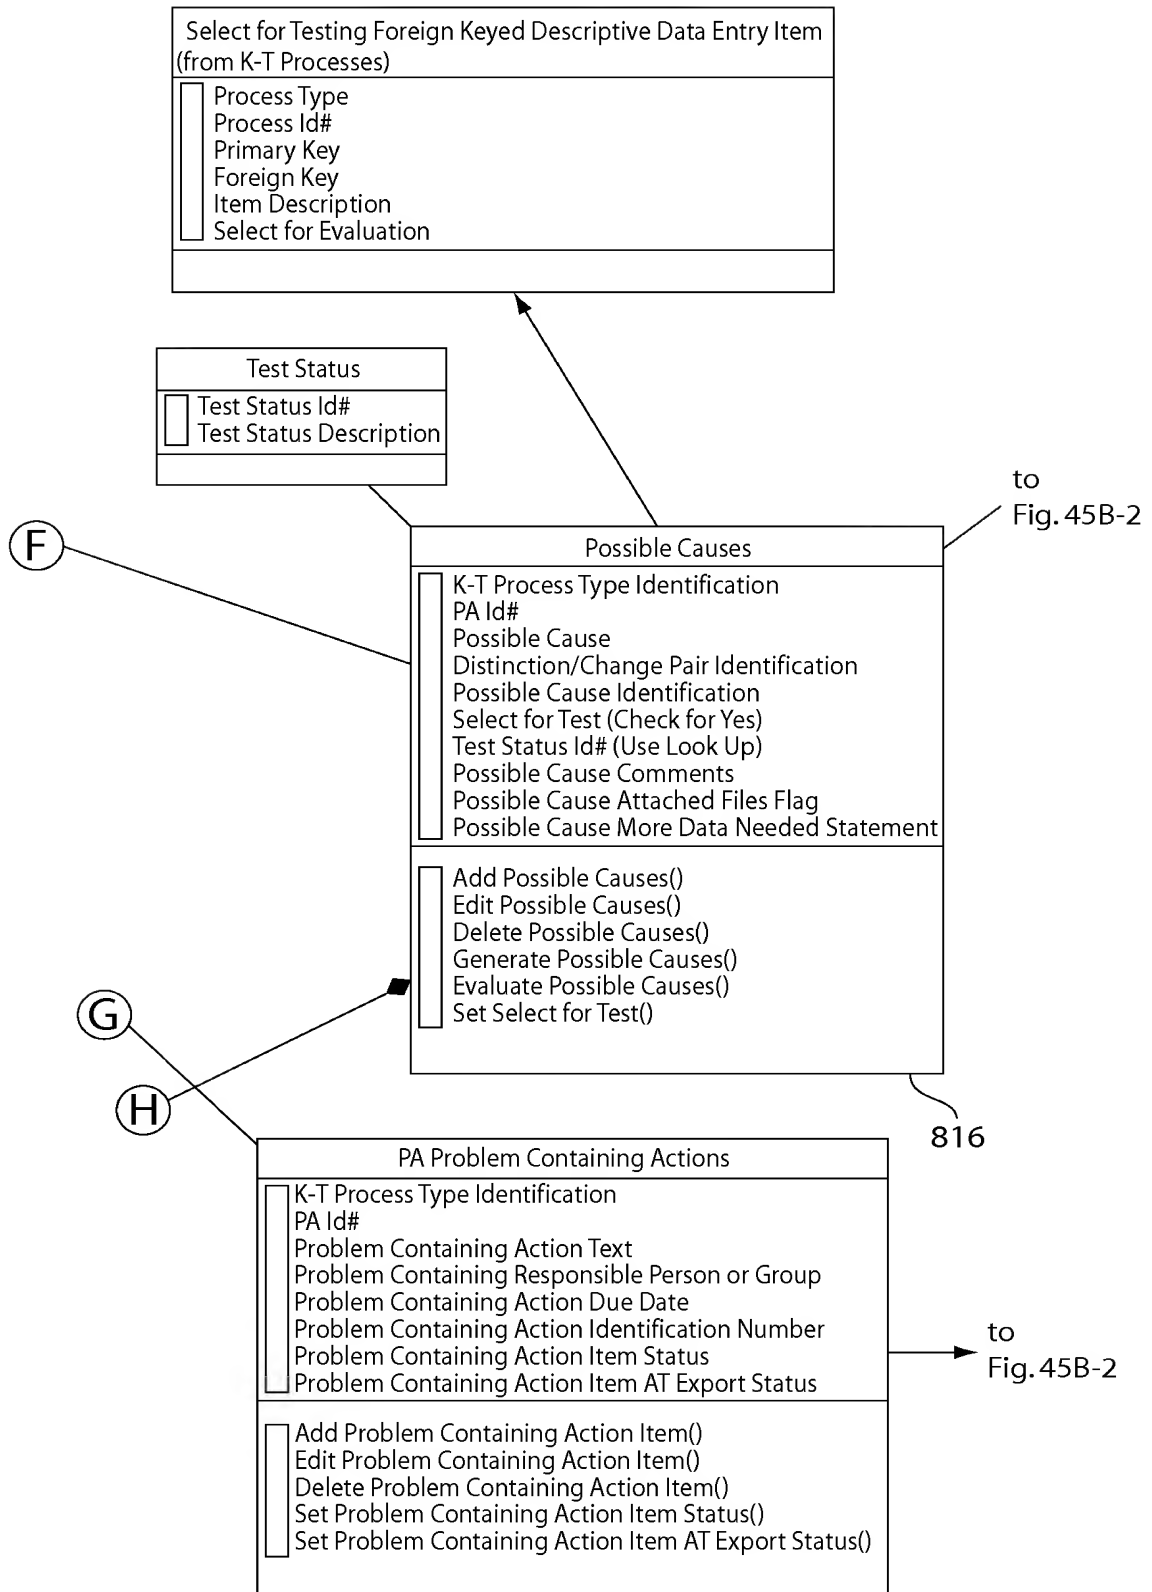 Select for Testing Foreign Keyed Descriptive Data Entry Item
(from K-T Processes)
Process Type
Process Id#
Primary Key
Foreign Key
Item Description
Select for Evaluation
Test Status
Test Status Id#
Test Status Description
to
Fig. 45B-2
F
Possible Causes
K-T Process Type Identification
PA Id#
Possible Cause
Distinction/Change Pair Identification
Possible Cause Identification
Select for Test (Check for Yes)
Test Status Id# (Use Look Up)
Possible Cause Comments
Possible Cause Attached Files Flag
Possible Cause More Data Needed Statement
Add Possible Causes()
Edit Possible Causes()
Delete Possible Causes()
Generate Possible Causes()
Evaluate Possible Causes()
Set Select for Test()
G
H
816
PA Problem Containing Actions
K-T Process Type Identification
PA Id#
Problem Containing Action Text
Problem Containing Responsible Person or Group
Problem Containing Action Due Date
Problem Containing Action Identification Number
Problem Containing Action Item Status
Problem Containing Action Item AT Export Status
to
Fig. 45B-2
Add Problem Containing Action Item()
Edit Problem Containing Action Item()
Delete Problem Containing Action Item()
Set Problem Containing Action Item Status()
Set Problem Containing Action Item AT Export Status()